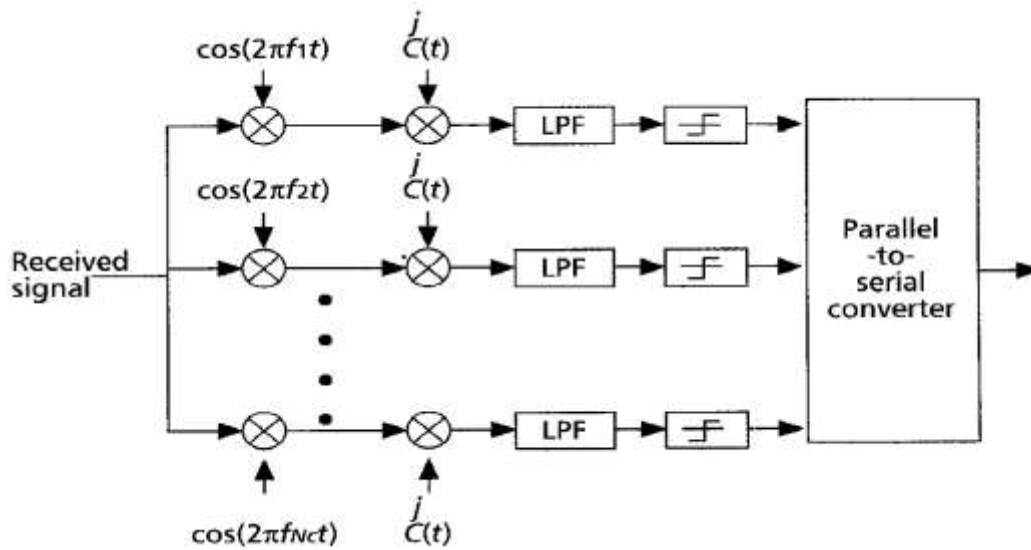 cos(2πf1t)
j
C(t)
LPF
cos(2πf2t)
j
C(t)
LPF
Received
signal
Parallel
-to-
serial
converter
LPF
cos(2πfNct)
j
C(t)